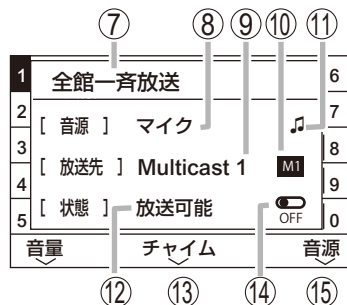 ⑦ ⑧ ⑨ ⑩ ⑪
1 全館一斉放送 6
2 [ 音源 ] マイク ♫ 7
3 8
[ 放送先 ] Multicast 1 M1
4 9
[ 状態 ] 放送可能 OFF
5 0
音量 チャイム 音源
⑫ ⑬ ⑭ ⑮